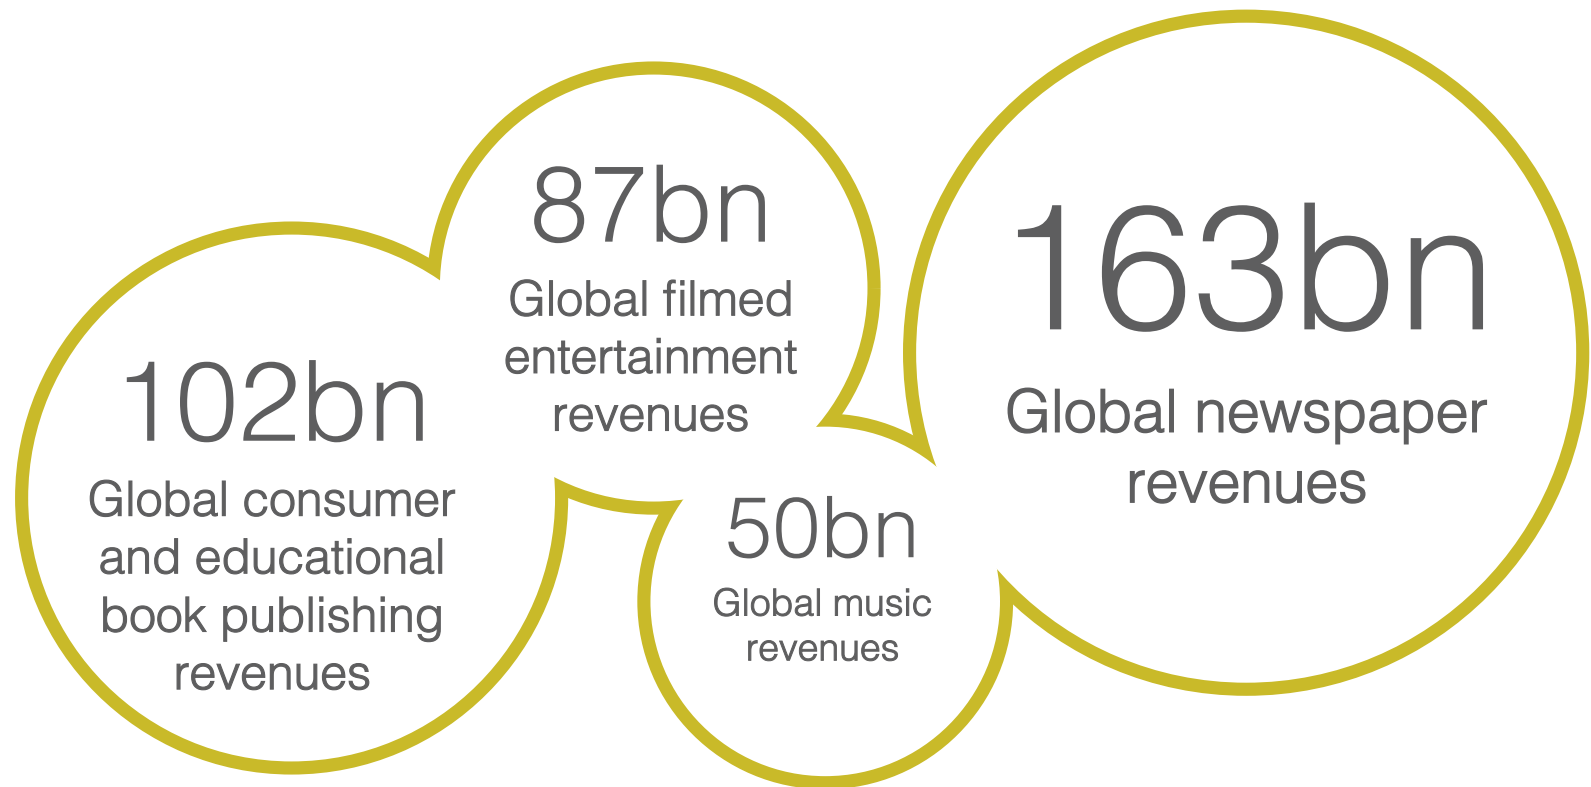 102bn
Global consumer
and educational
book publishing
revenues
87bn
Global filmed
entertainment
revenues
50bn
Global music
revenues
163bn
Global newspaper
revenues